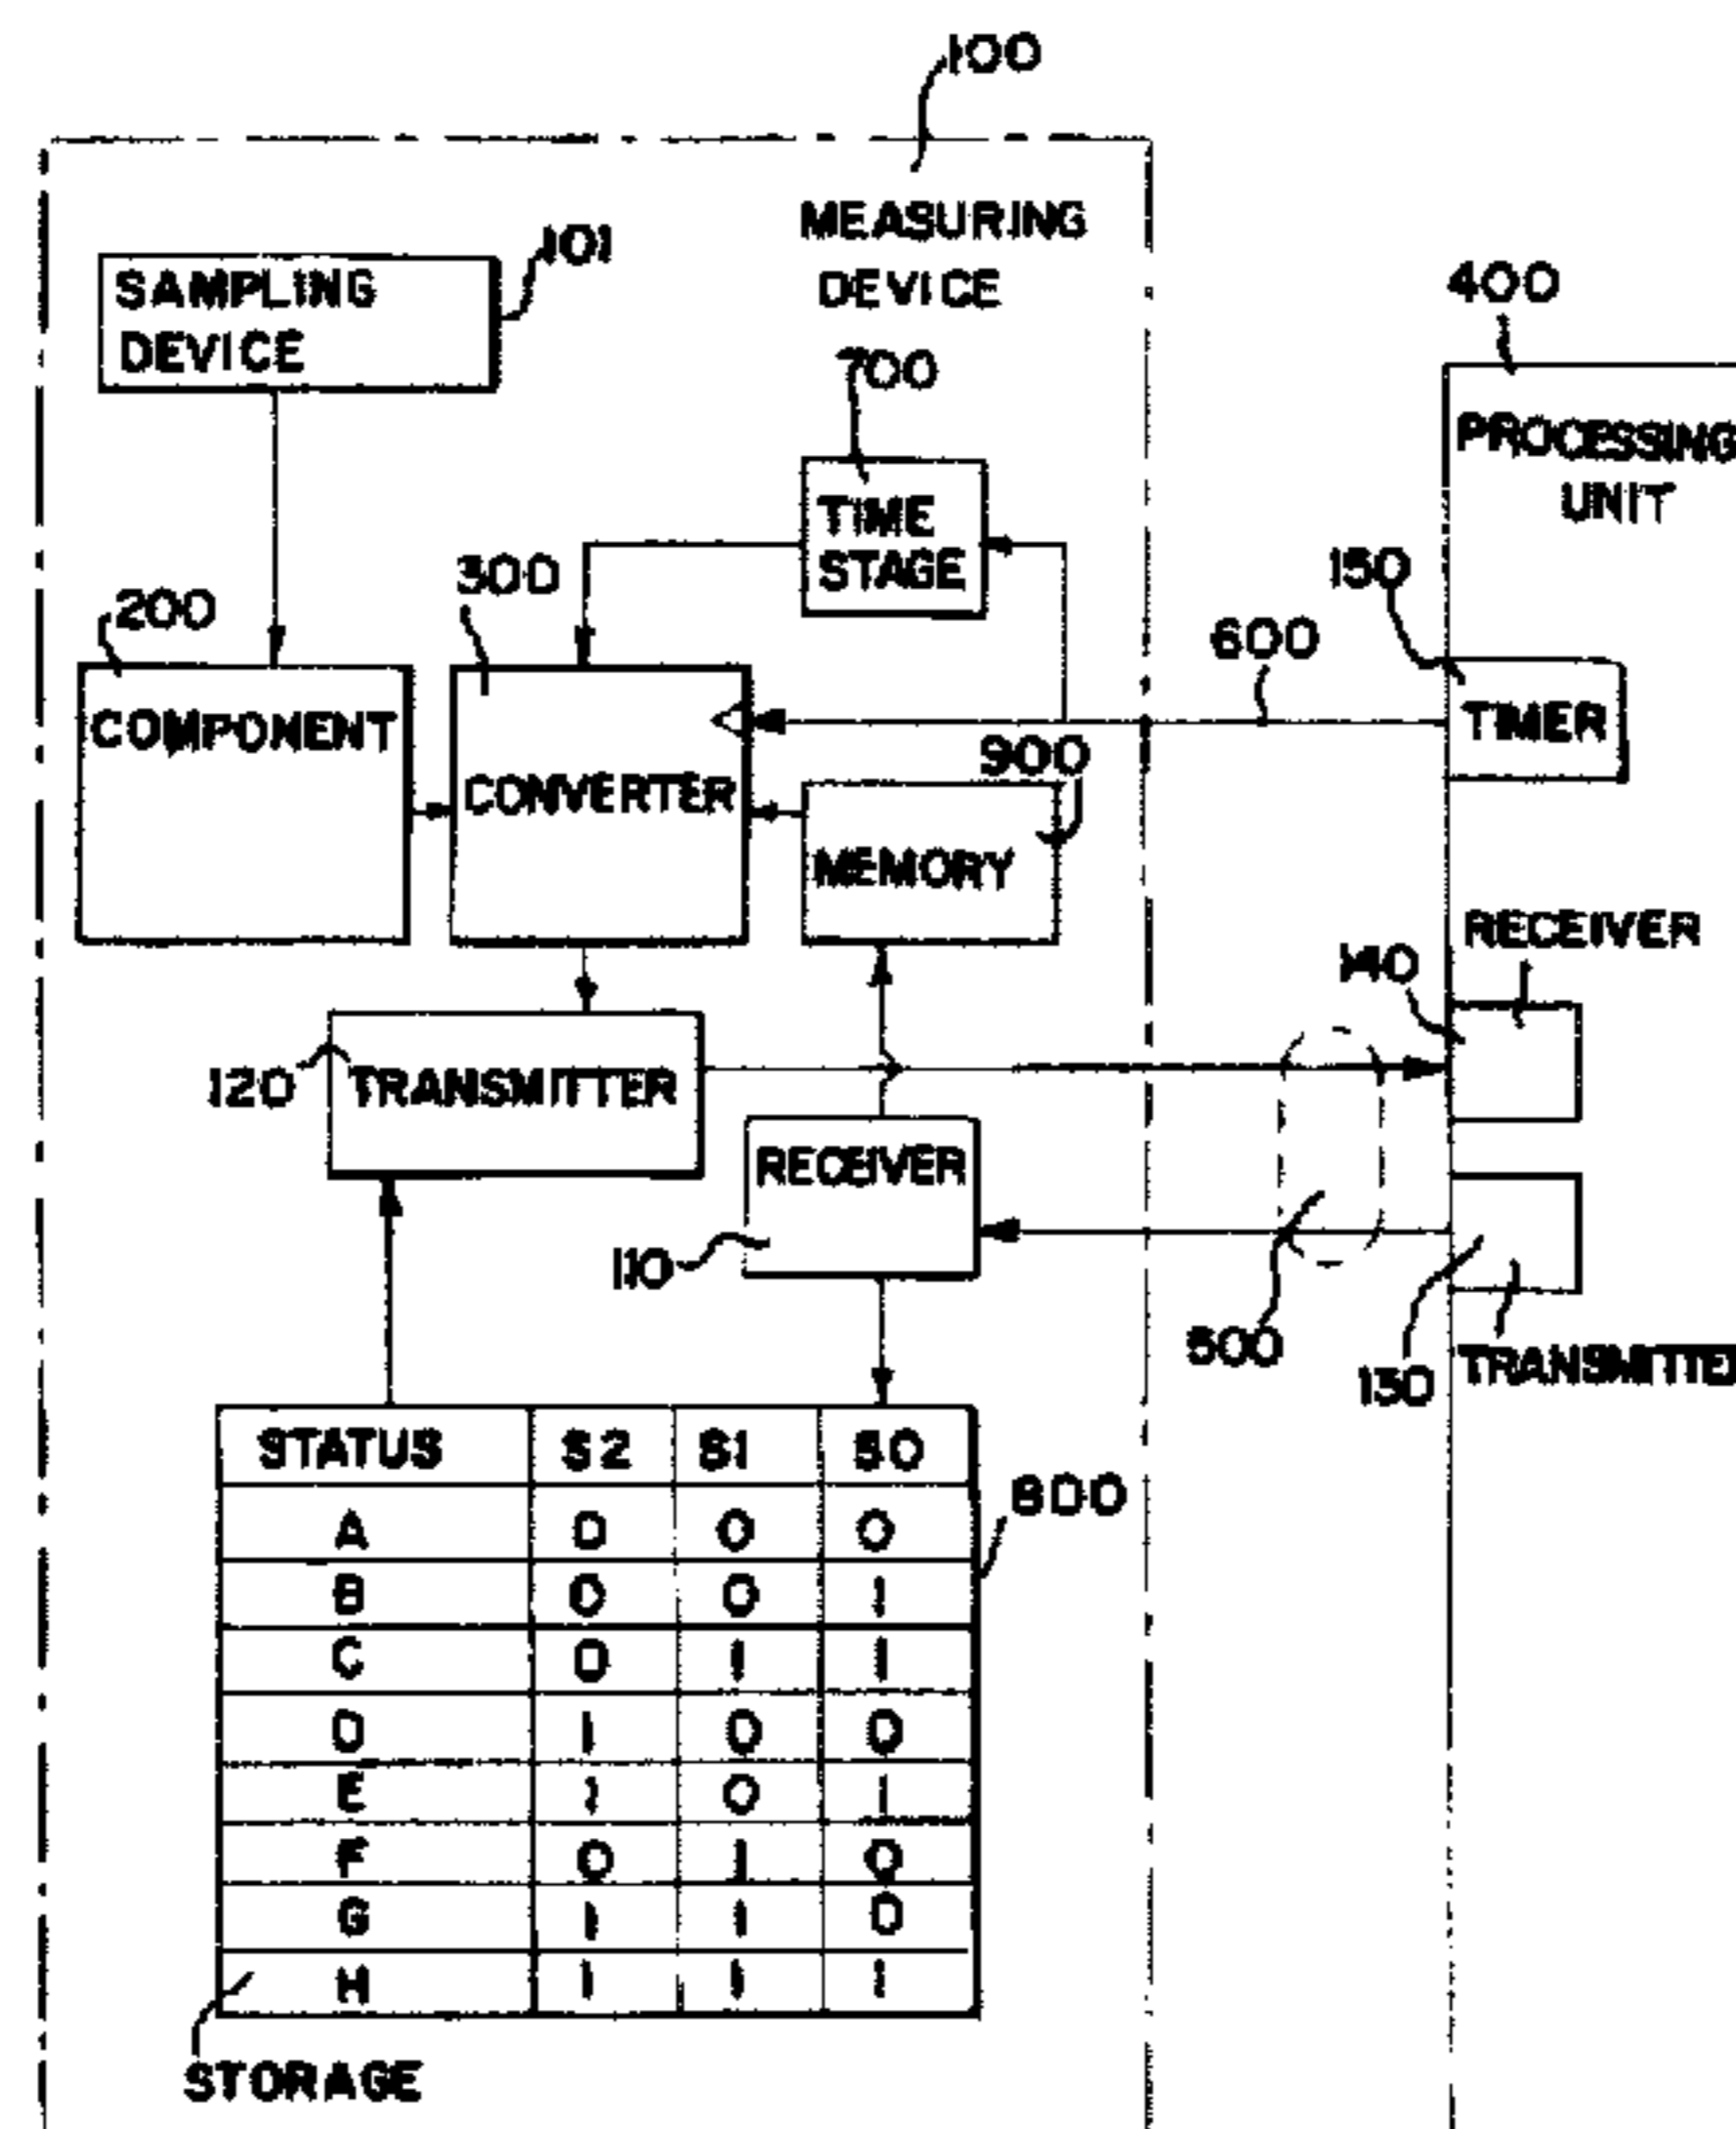 100
MEASURING
DEVICE
101
SAMPLING
DEVICE
400
PROCESSING
UNIT
700
TIME
STAGE
300
150
200
600
COMPONENT
TIMER
900
CONVERTER
MEMORY
RECEIVER
140
120
TRANSMITTER
RECEIVER
110
500
130
TRANSMITTE
STATUS S2 S1 S0
800
A 0 0 0
B 0 0 1
C 0 1 1
D 1 0 0
E 1 0 1
F 0 1 0
G 1 1 0
H 1 1 1
STORAGE